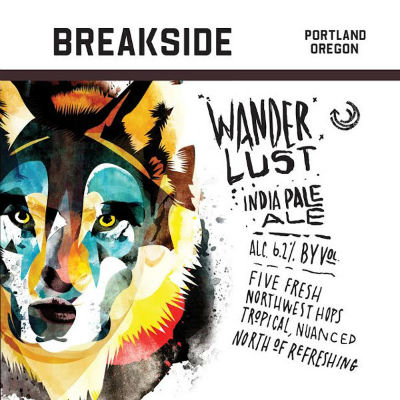 BREAKSIDE
PORTLAND
OREGON
WANDER
LUST
INDIA PALE
ALE
ALC. 6.2% BY VOL.
FIVE FRESH
NORTHWEST HOPS
TROPICAL, NUANCED
NORTH OF REFRESHING